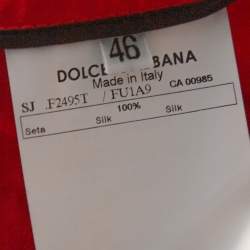 46
DOLCE & GABBANA
Made in Italy
SJ .F2495T / FU1A9 CA 00985
100%
Seta Silk Silk